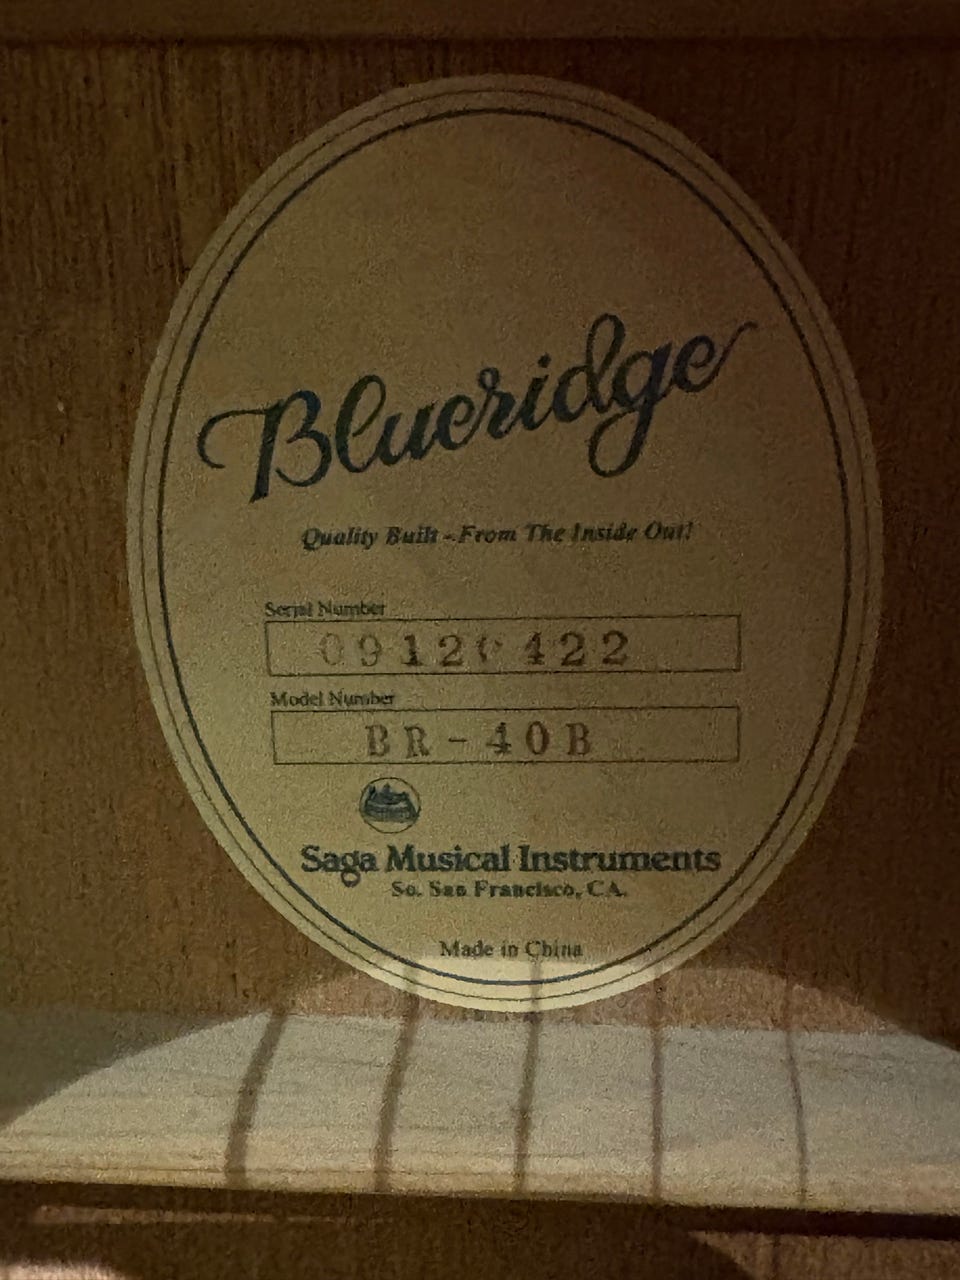 Blueridge
Quality Built - From The Inside Out!
Serial Number
Model Number
BR-40B
Saga Musical Instruments
So. San Francisco, CA.
Made in China